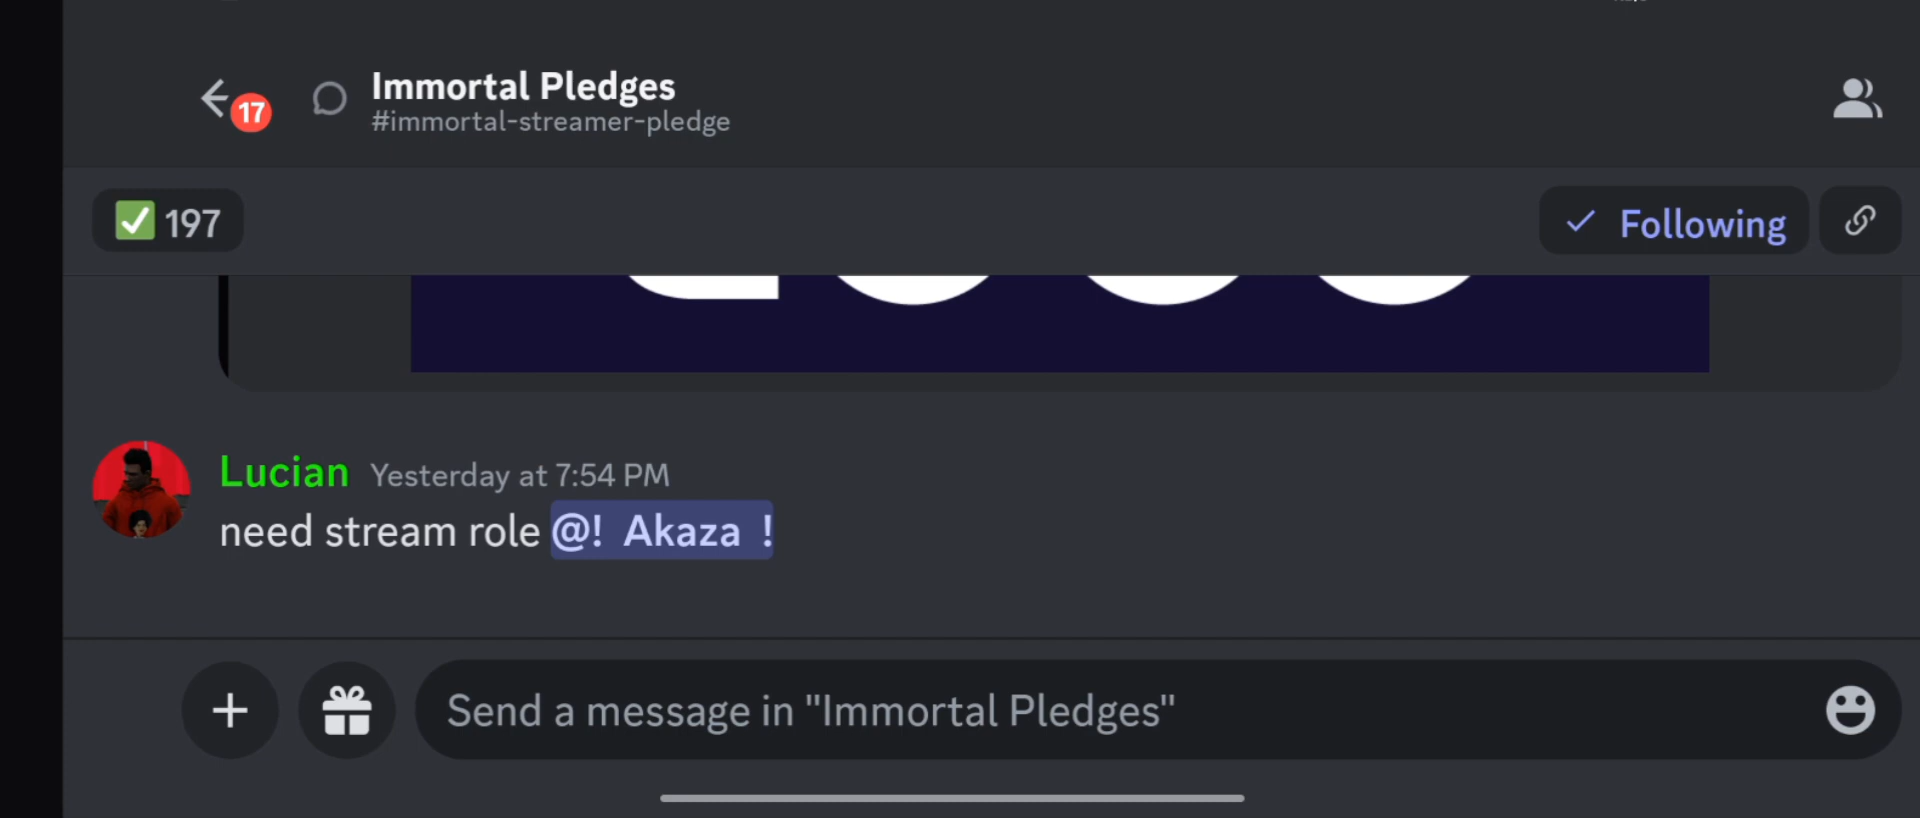 Immortal Pledges
17
#immortal-streamer-pledge
✅ 197
Following
Lucian Yesterday at 7:54 PM
need stream role @! Akaza !
Send a message in "Immortal Pledges"